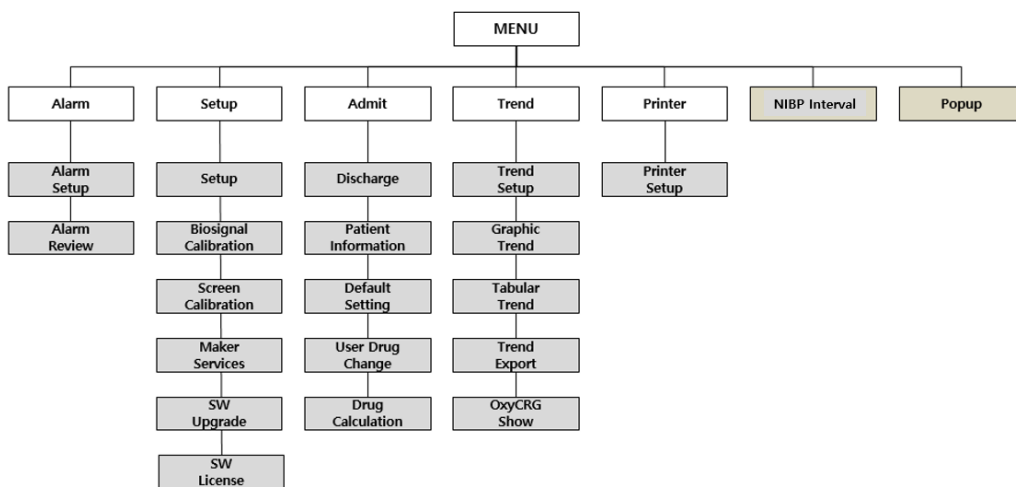 MENU
Alarm
Setup
Admit
Trend
Printer
NIBP Interval
Popup
Alarm
Setup
Setup
Discharge
Trend
Setup
Printer
Setup
Alarm
Review
Biosignal
Calibration
Patient
Information
Graphic
Trend
Screen
Calibration
Default
Setting
Tabular
Trend
Maker
Services
User Drug
Change
Trend
Export
SW
Upgrade
Drug
Calculation
OxyCRG
Show
SW
License